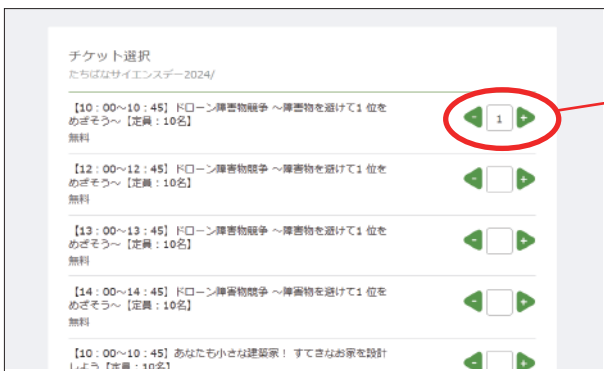 チケット選択
たちばなサイエンスデー2024/
【10：00～10：45】ドローン障害物競争 ～障害物を避けて1 位を
めざそう～【定員：10名】
無料
- 1 +
【12：00～12：45】ドローン障害物競争 ～障害物を避けて1 位を
めざそう～【定員：10名】
無料
- +
【13：00～13：45】ドローン障害物競争 ～障害物を避けて1 位を
めざそう～【定員：10名】
無料
- +
【14：00～14：45】ドローン障害物競争 ～障害物を避けて1 位を
めざそう～【定員：10名】
無料
- +
【10：00～10：45】あなたも小さな建築家！ すてきなお家を設計
しよう【定員：10名】
- +